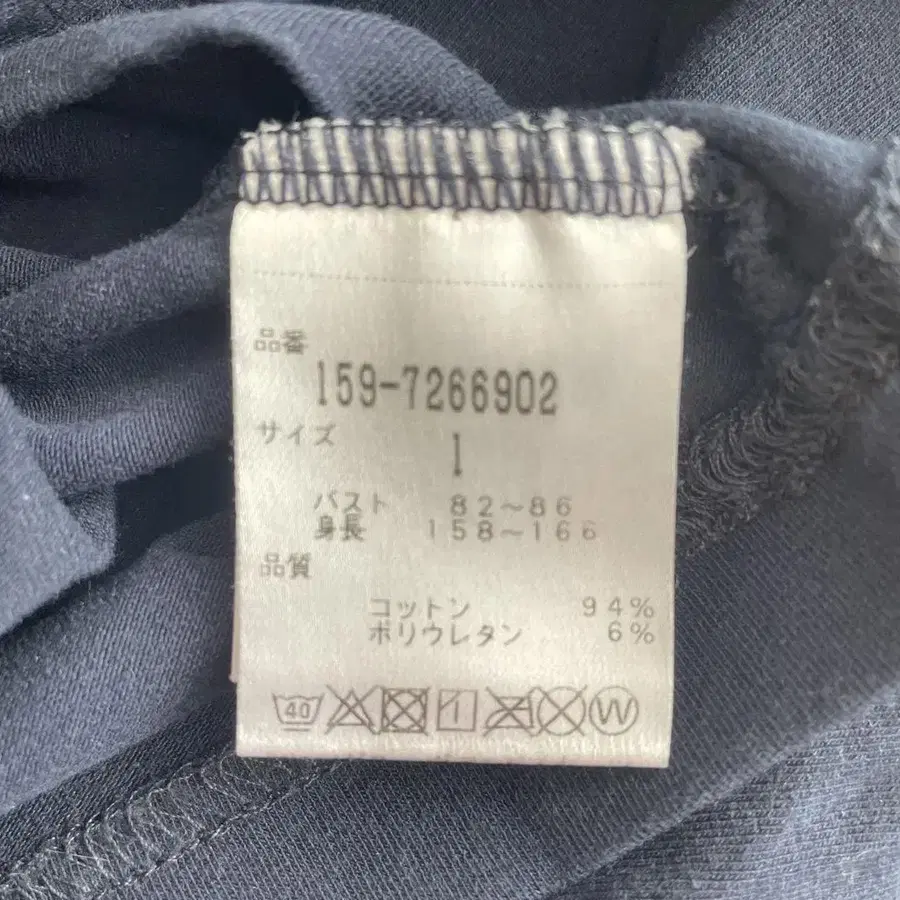 品番
159-7266902
サイズ
1
バスト 82~86
身長 158~166
品質
コットン 94%
ポリウレタン 6%
40
W